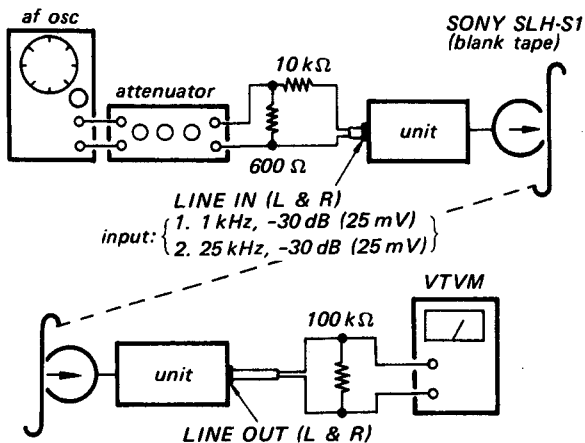 af osc
SONY SLH-S1
(blank tape)
attenuator
10 kΩ
unit
600 Ω
LINE IN (L & R)
input: { 1. 1 kHz, -30 dB (25 mV) }
{ 2. 25 kHz, -30 dB (25 mV) }
VTVM
100 kΩ
unit
LINE OUT (L & R)